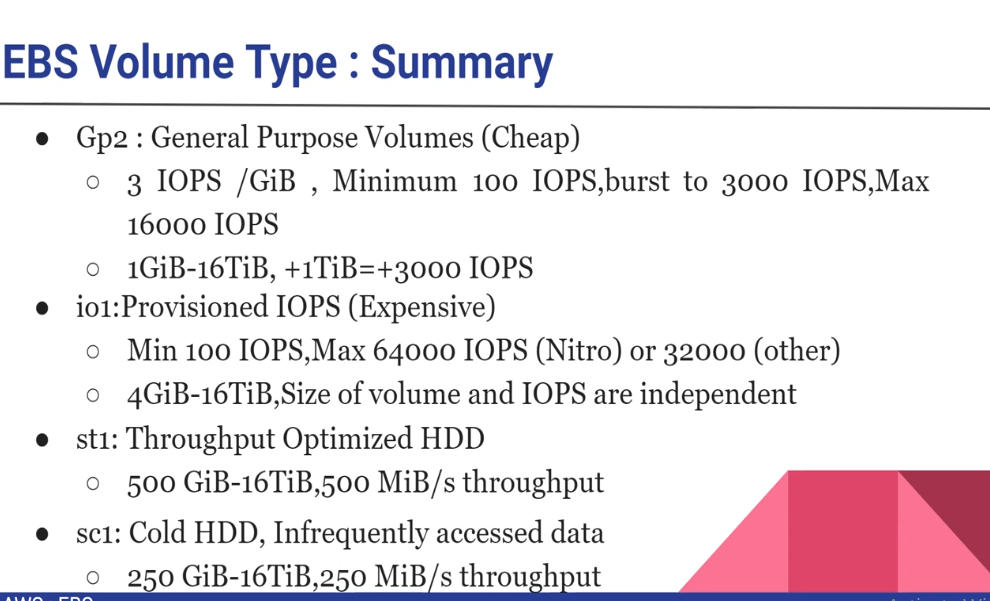 EBS Volume Type : Summary
● Gp2 : General Purpose Volumes (Cheap)
○ 3 IOPS /GiB , Minimum 100 IOPS,burst to 3000 IOPS,Max
16000 IOPS
○ 1GiB-16TiB, +1TiB=+3000 IOPS
● io1:Provisioned IOPS (Expensive)
○ Min 100 IOPS,Max 64000 IOPS (Nitro) or 32000 (other)
○ 4GiB-16TiB,Size of volume and IOPS are independent
● st1: Throughput Optimized HDD
○ 500 GiB-16TiB,500 MiB/s throughput
● sc1: Cold HDD, Infrequently accessed data
○ 250 GiB-16TiB,250 MiB/s throughput
AWS : EBS